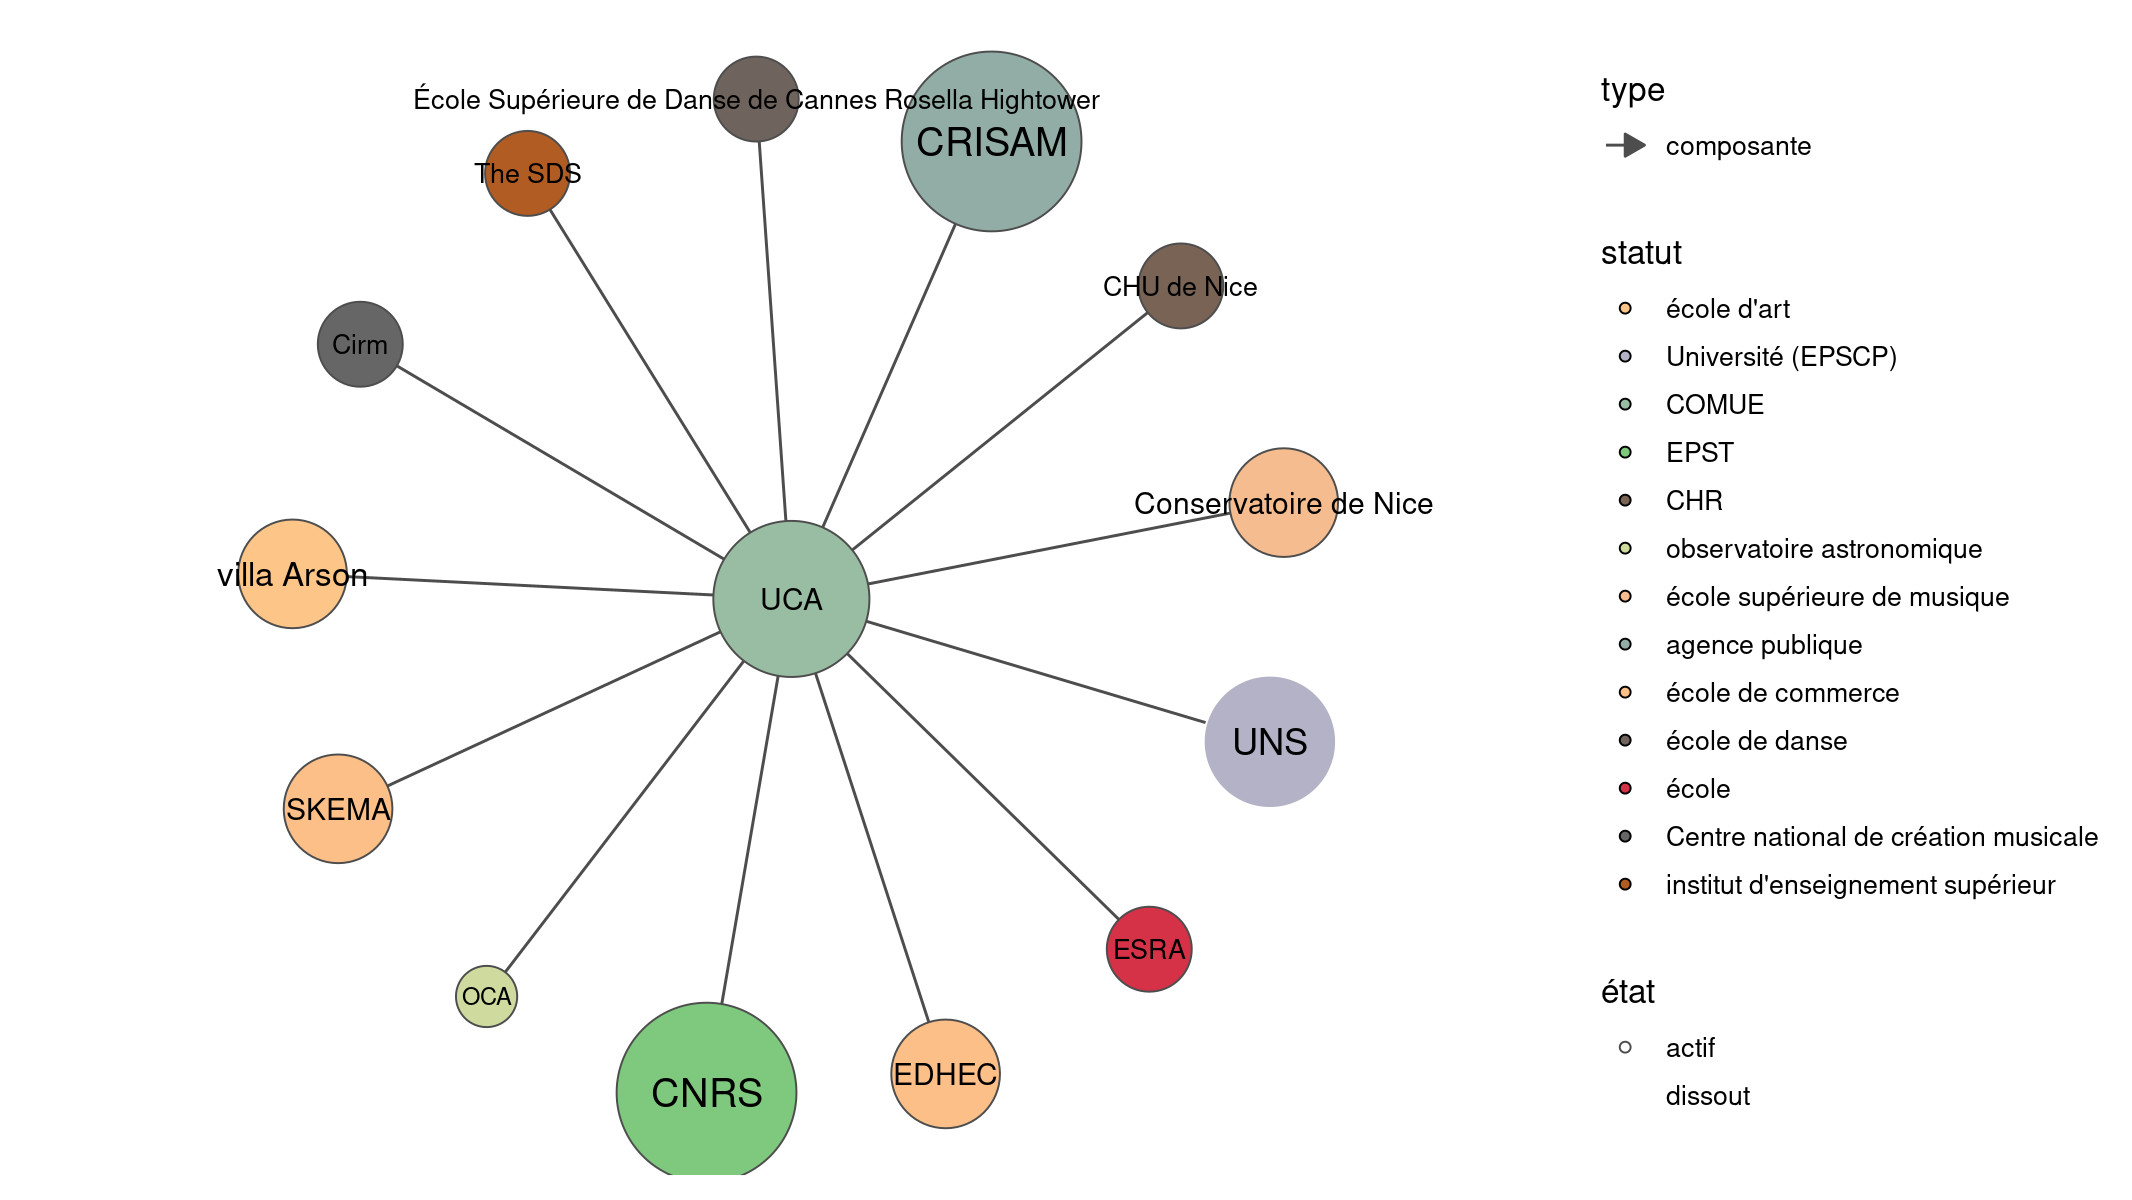 École Supérieure de Danse de Cannes Rosella Hightower
CRISAM
The SDS
CHU de Nice
Cirm
Conservatoire de Nice
villa Arson
UCA
UNS
SKEMA
ESRA
OCA
EDHEC
CNRS
type
composante
statut
école d'art
Université (EPSCP)
COMUE
EPST
CHR
observatoire astronomique
école supérieure de musique
agence publique
école de commerce
école de danse
école
Centre national de création musicale
institut d'enseignement supérieur
état
actif
dissout